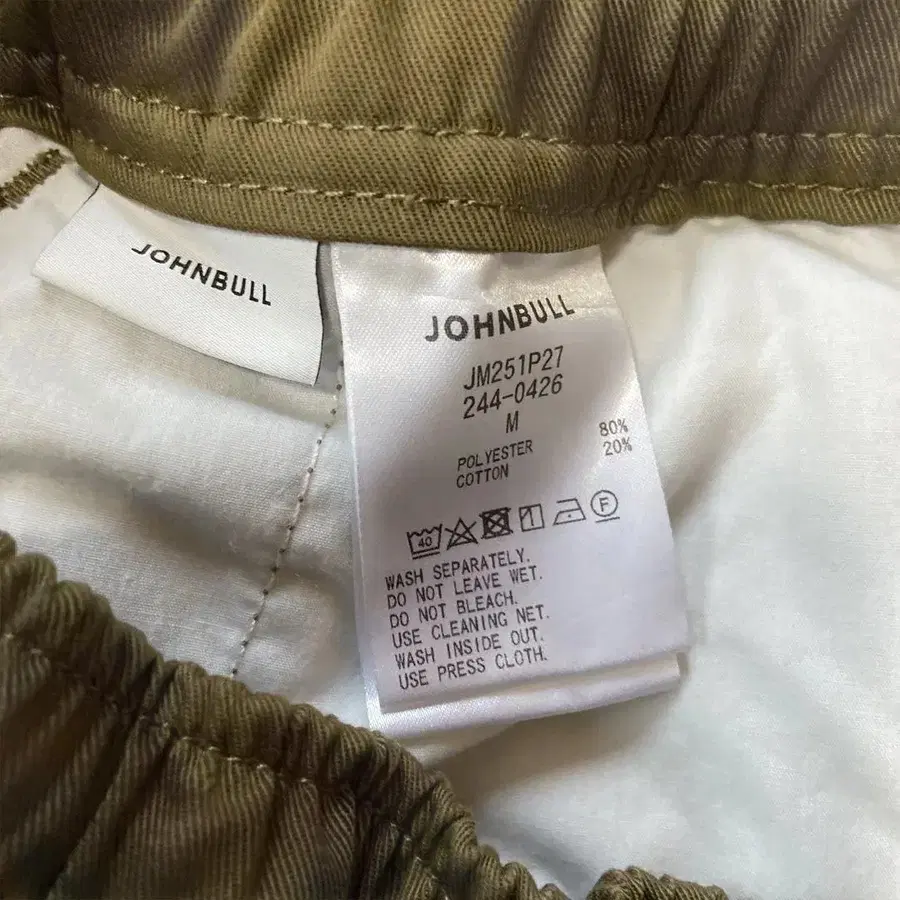 JOHNBULL
JOHNBULL
JM251P27
244-0426
M
POLYESTER 80%
COTTON 20%
40 F
WASH SEPARATELY.
DO NOT LEAVE WET.
DO NOT BLEACH.
USE CLEANING NET.
WASH INSIDE OUT.
USE PRESS CLOTH.